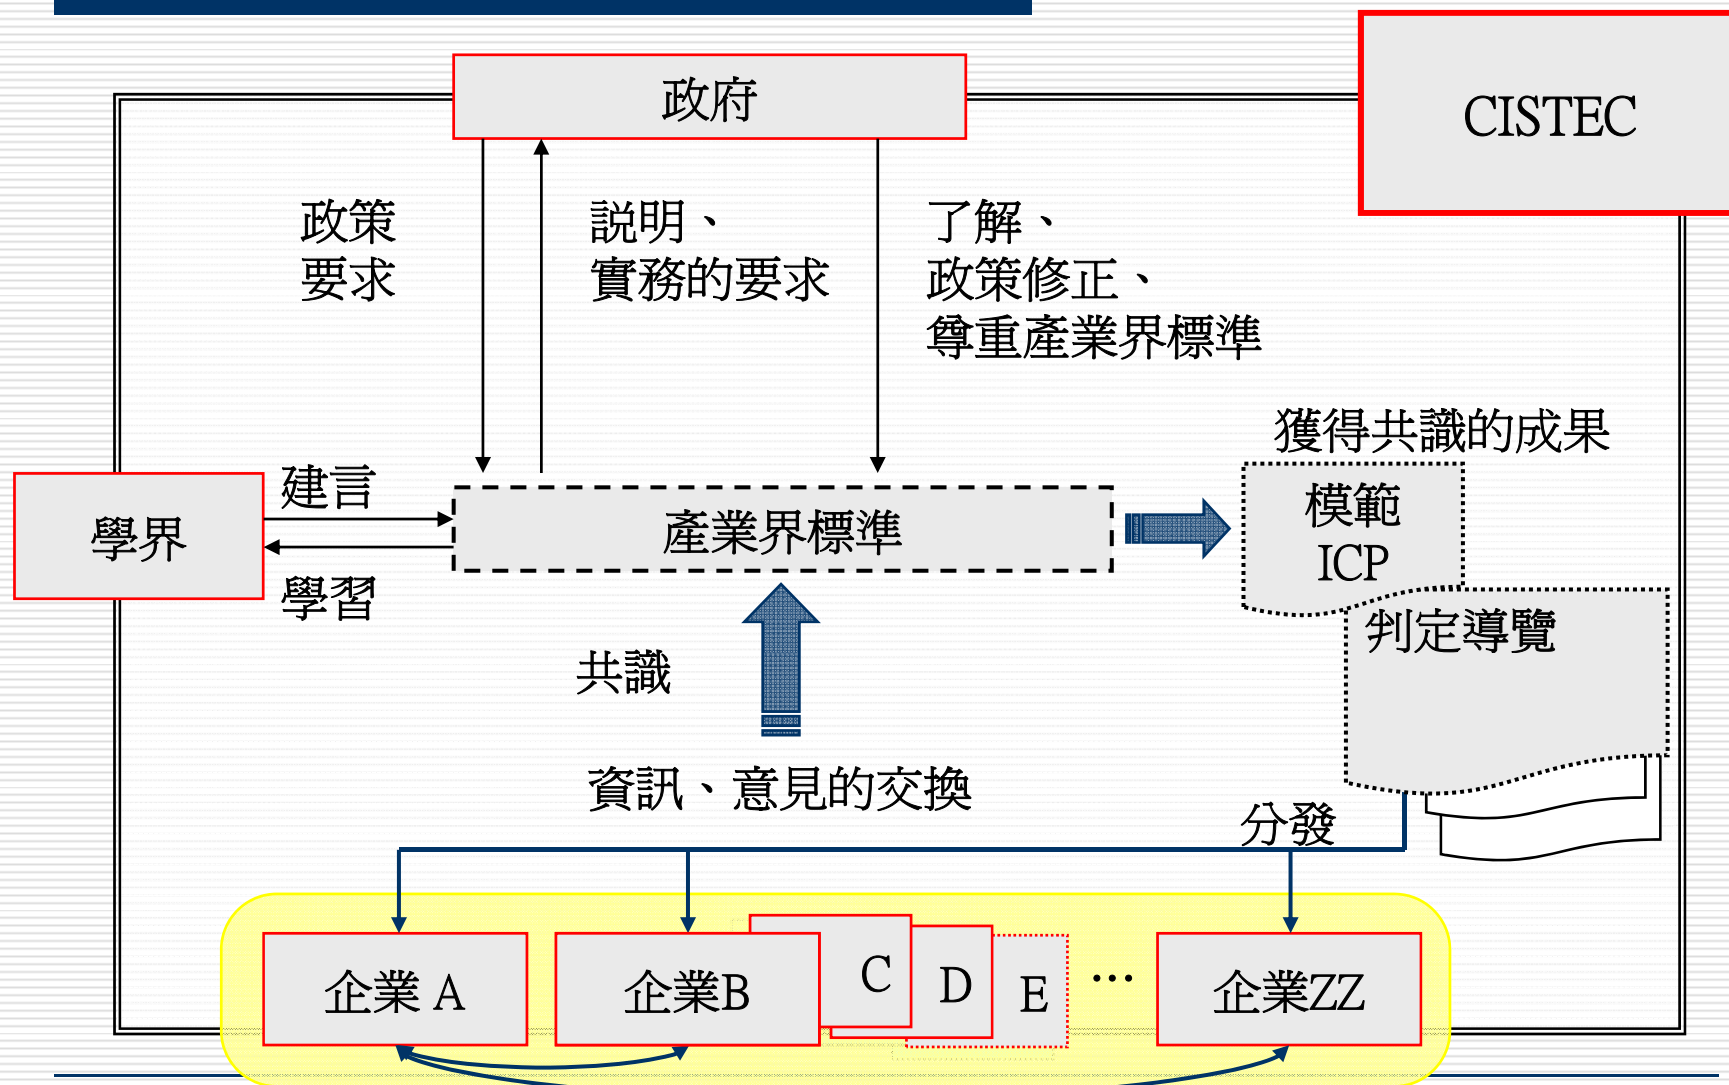 政府
CISTEC
政策
要求
説明、
實務的要求
了解、
政策修正、
尊重產業界標準
獲得共識的成果
建言
學界
學習
產業界標準
模範
ICP
判定導覽
共識
資訊、意見的交換
分發
企業 A
企業B
C
D
E
…
企業ZZ